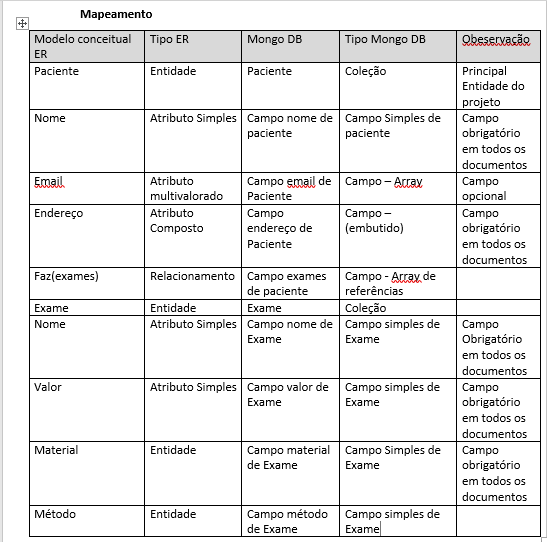 Mapeamento
Modelo conceitual ER | Tipo ER | Mongo DB | Tipo Mongo DB | Obeservação
Paciente | Entidade | Paciente | Coleção | Principal Entidade do projeto
Nome | Atributo Simples | Campo nome de paciente | Campo Simples de paciente | Campo obrigatório em todos os documentos
Email | Atributo multivalorado | Campo email de Paciente | Campo – Array | Campo opcional
Endereço | Atributo Composto | Campo endereço de Paciente | Campo – (embutido) | Campo obrigatório em todos os documentos
Faz(exames) | Relacionamento | Campo exames de paciente | Campo - Array de referências
Exame | Entidade | Exame | Coleção
Nome | Atributo Simples | Campo nome de Exame | Campo simples de Exame | Campo Obrigatório em todos os documentos
Valor | Atributo Simples | Campo valor de Exame | Campo simples de Exame | Campo obrigatório em todos os documentos
Material | Entidade | Campo material de Exame | Campo Simples de Exame | Campo obrigatório em todos os documentos
Método | Entidade | Campo método de Exame | Campo simples de Exame